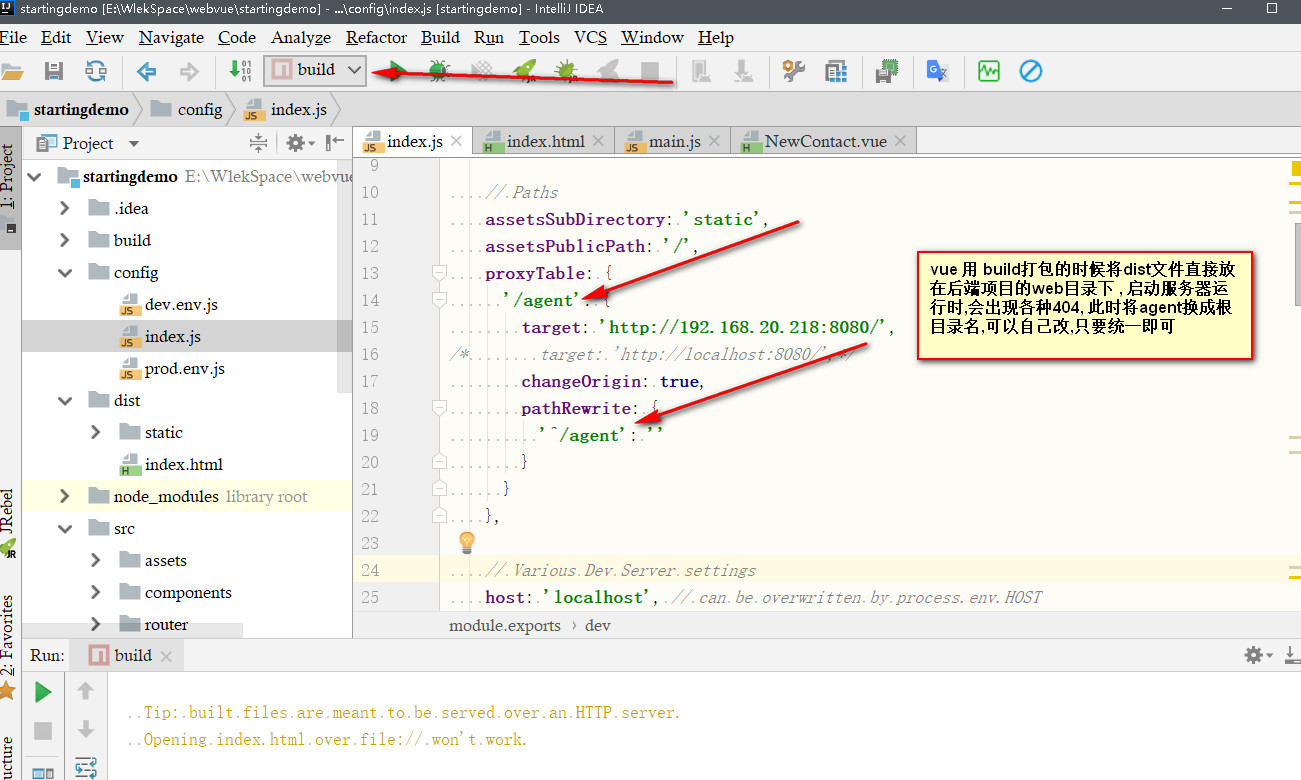 startingdemo [E:\WlekSpace\webvue\startingdemo] - ...\config\index.js [startingdemo] - IntelliJ IDEA
File Edit View Navigate Code Analyze Refactor Build Run Tools VCS Window Help
build
startingdemo config index.js
Project
index.js index.html main.js NewContact.vue
1: Project
startingdemo E:\WlekSpace\webvue
.idea
build
config
dev.env.js
index.js
prod.env.js
dist
static
index.html
node_modules library root
src
assets
components
router
JRebel
2: Favorites
9
10 // Paths
11 assetsSubDirectory: 'static',
12 assetsPublicPath: '/',
13 proxyTable: {
14 '/agent': {
15 target: 'http://192.168.20.218:8080/',
16 /* target: 'http://localhost:8080/', */
17 changeOrigin: true,
18 pathRewrite: {
19 '^/agent': ''
20 }
21 }
22 },
23
24 // Various Dev Server settings
25 host: 'localhost', // can be overwritten by process.env.HOST
module.exports › dev
vue 用 build打包的时候将dist文件直接放
在后端项目的web目录下 , 启动服务器运
行时,会出现各种404, 此时将agent换成根
目录名,可以自己改,只要统一即可
Run: build
Tip: built files are meant to be served over an HTTP server.
Opening index.html over file:// won't work.